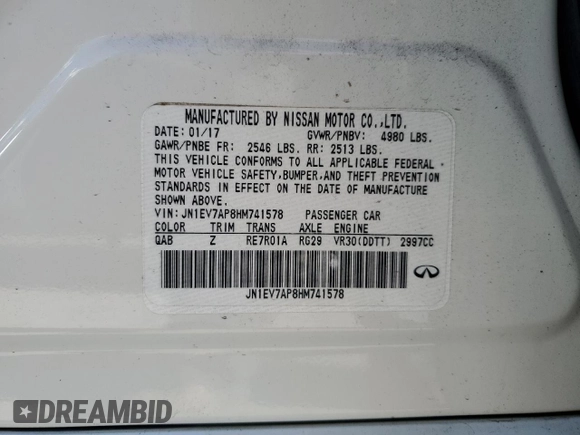 MANUFACTURED BY NISSAN MOTOR CO.,LTD.
DATE: 01/17 GVWR/PNBV: 4980 LBS.
GAWR/PNBE FR: 2546 LBS. RR: 2513 LBS.
THIS VEHICLE CONFORMS TO ALL APPLICABLE FEDERAL
MOTOR VEHICLE SAFETY,BUMPER,AND THEFT PREVENTION
STANDARDS IN EFFECT ON THE DATE OF MANUFACTURE
SHOWN ABOVE.
VIN: JN1EV7AP8HM741578 PASSENGER CAR
COLOR TRIM TRANS AXLE ENGINE
QAB Z RE7R01A RG29 VR30(DDTT) 2997CC
JN1EV7AP8HM741578
DREAMBID